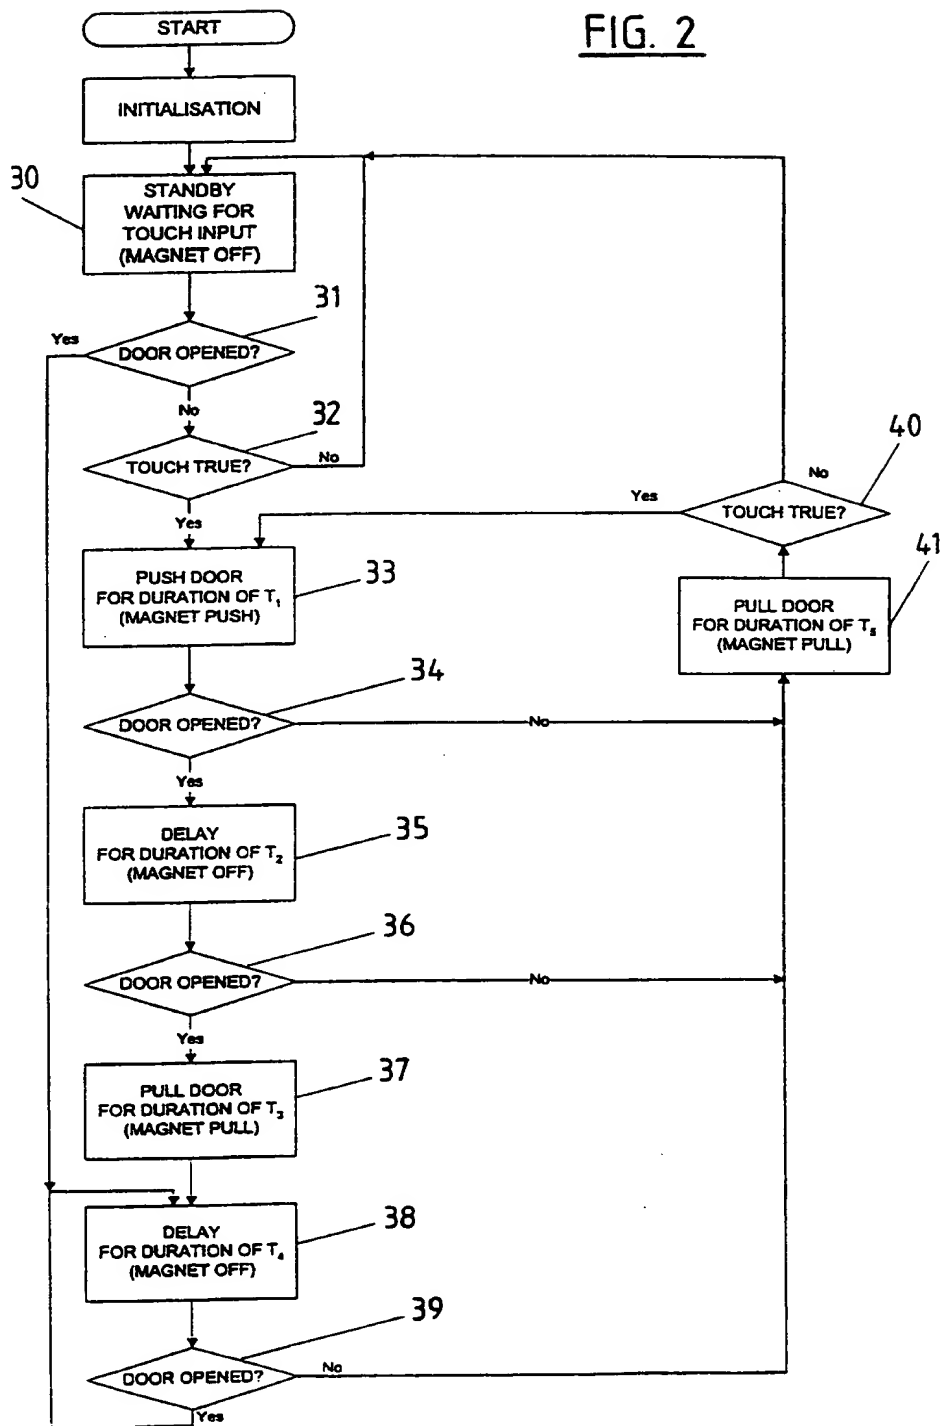 START
FIG. 2
INITIALISATION
30
STANDBY
WAITING FOR
TOUCH INPUT
(MAGNET OFF)
31
Yes
DOOR OPENED?
No
32
TOUCH TRUE?
No
Yes
40
No
TOUCH TRUE?
Yes
33
PUSH DOOR
FOR DURATION OF T1
(MAGNET PUSH)
41
PULL DOOR
FOR DURATION OF T5
(MAGNET PULL)
34
DOOR OPENED?
No
Yes
35
DELAY
FOR DURATION OF T2
(MAGNET OFF)
36
DOOR OPENED?
No
Yes
37
PULL DOOR
FOR DURATION OF T3
(MAGNET PULL)
38
DELAY
FOR DURATION OF T4
(MAGNET OFF)
39
DOOR OPENED?
No
Yes